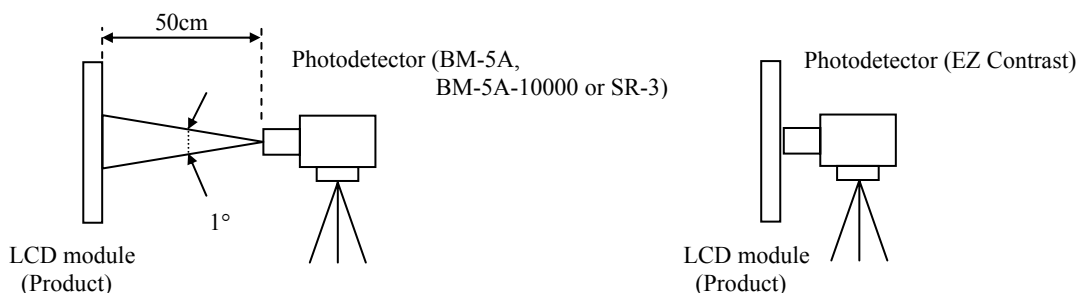 50cm
Photodetector (BM-5A,
BM-5A-10000 or SR-3)
1°
LCD module
(Product)
Photodetector (EZ Contrast)
LCD module
(Product)